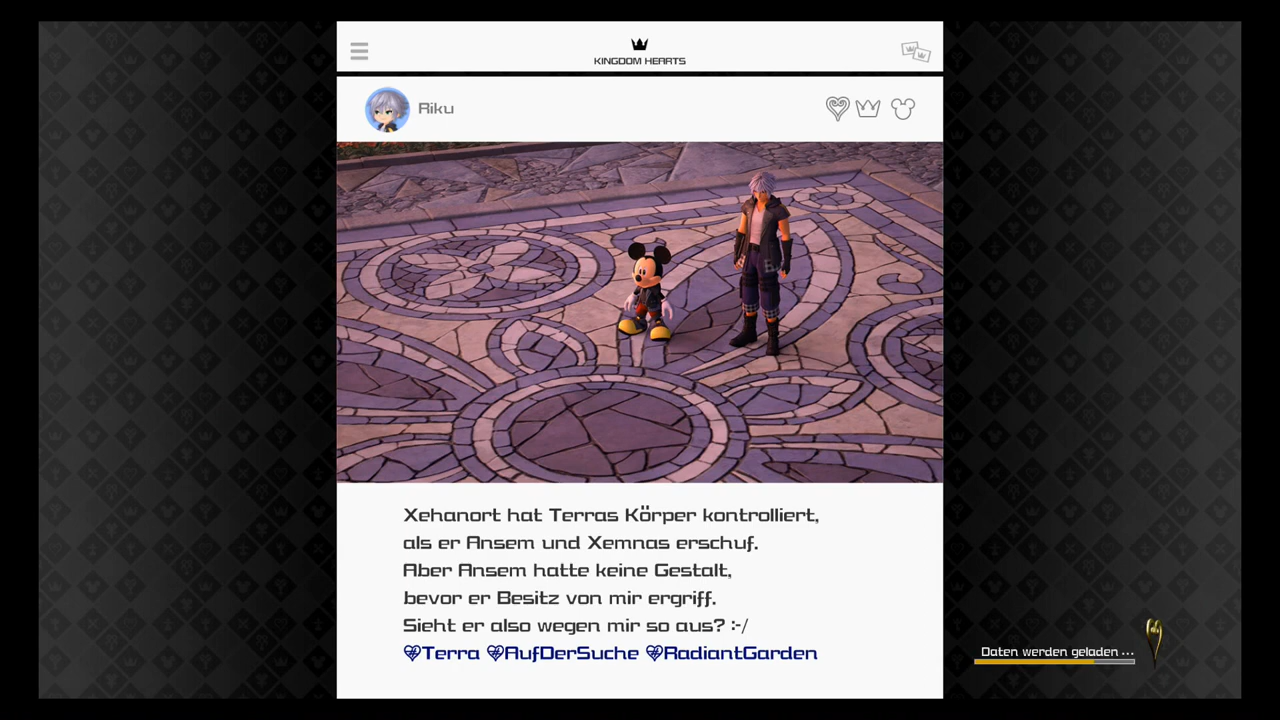 KINGDOM HEARTS
Riku
Xehanort hat Terras Körper kontrolliert,
als er Ansem und Xemnas erschuf.
Aber Ansem hatte keine Gestalt,
bevor er Besitz von mir ergriff.
Sieht er also wegen mir so aus? :-/
Terra AufDerSuche RadiantGarden
Daten werden geladen ...